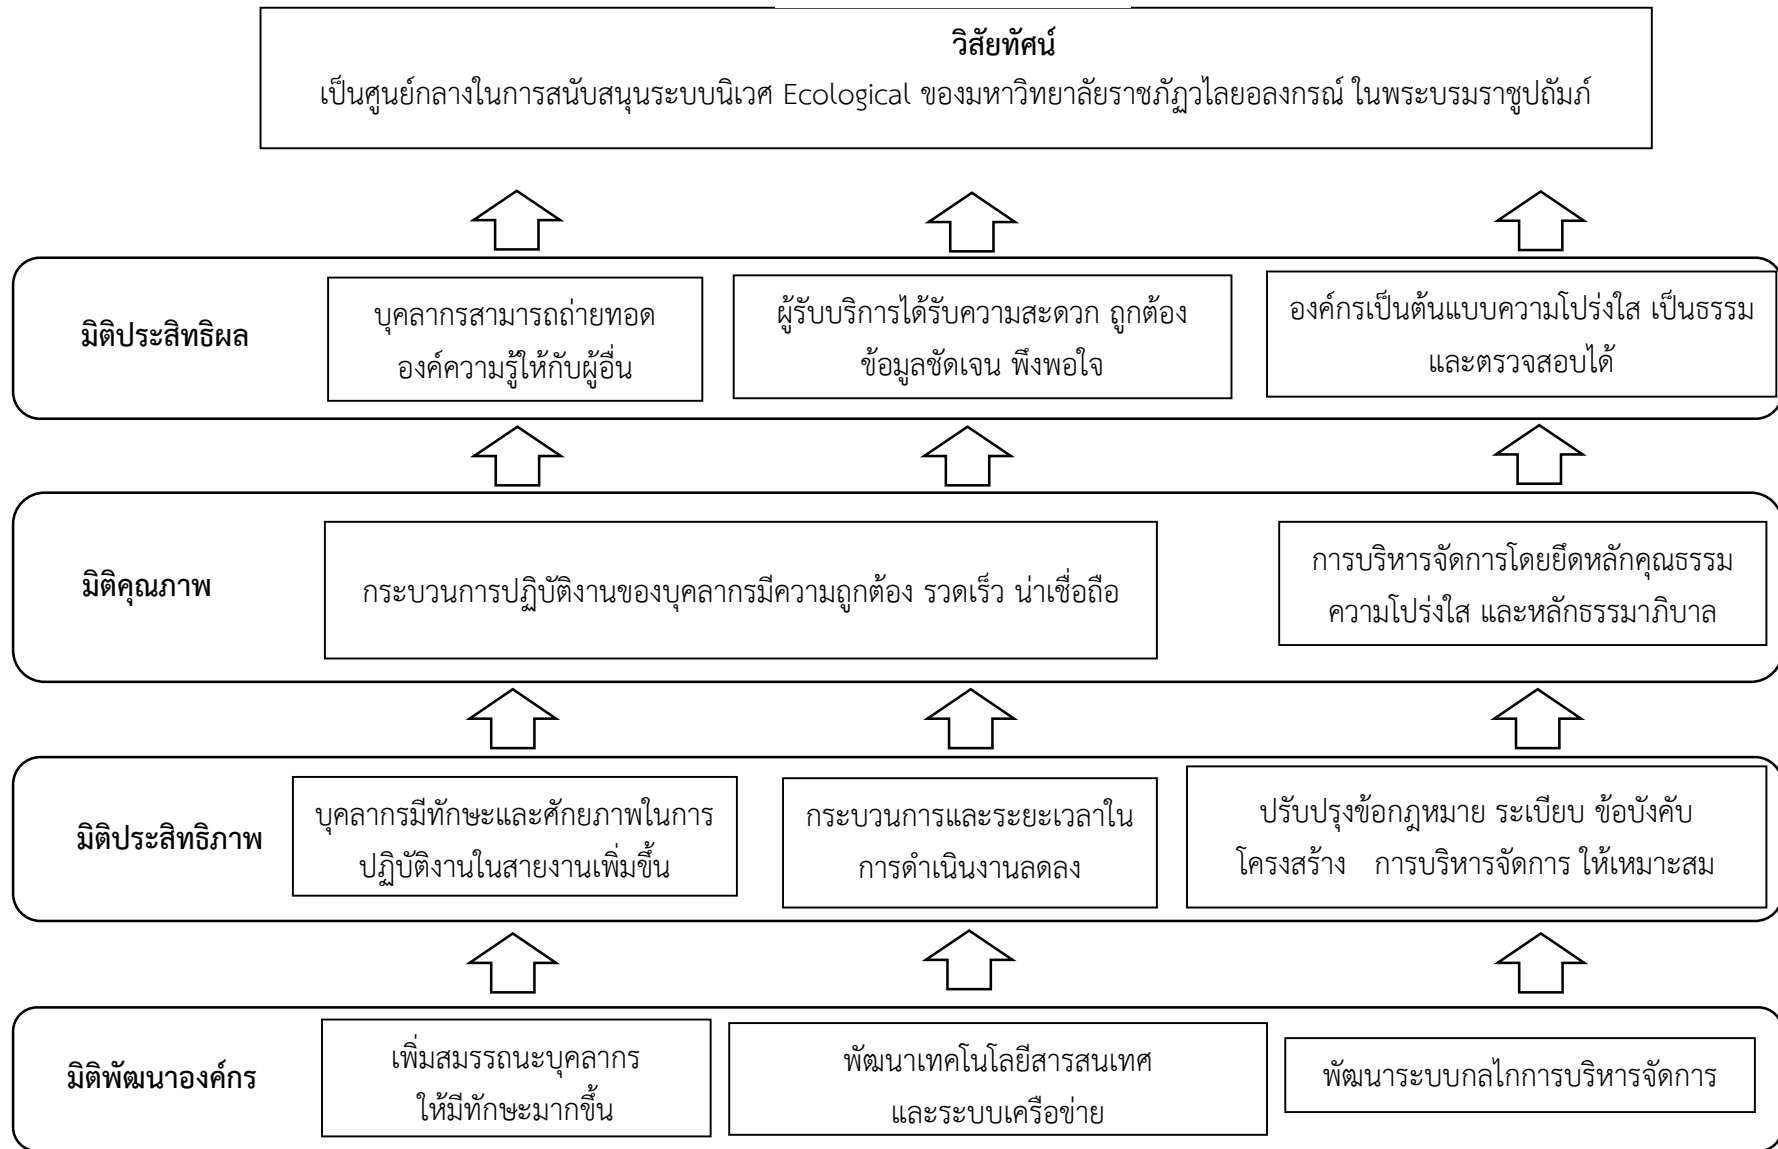 วิสัยทัศน์
เป็นศูนย์กลางในการสนับสนุนระบบนิเวศ Ecological ของมหาวิทยาลัยราชภัฏวไลยอลงกรณ์ ในพระบรมราชูปถัมภ์
มิติประสิทธิผล
บุคลากรสามารถถ่ายทอด
องค์ความรู้ให้กับผู้อื่น
ผู้รับบริการได้รับความสะดวก ถูกต้อง
ข้อมูลชัดเจน พึงพอใจ
องค์กรเป็นต้นแบบความโปร่งใส เป็นธรรม
และตรวจสอบได้
มิติคุณภาพ
กระบวนการปฏิบัติงานของบุคลากรมีความถูกต้อง รวดเร็ว น่าเชื่อถือ
การบริหารจัดการโดยยึดหลักคุณธรรม
ความโปร่งใส และหลักธรรมาภิบาล
มิติประสิทธิภาพ
บุคลากรมีทักษะและศักยภาพในการ
ปฏิบัติงานในสายงานเพิ่มขึ้น
กระบวนการและระยะเวลาใน
การดำเนินงานลดลง
ปรับปรุงข้อกฎหมาย ระเบียบ ข้อบังคับ
โครงสร้าง การบริหารจัดการ ให้เหมาะสม
มิติพัฒนาองค์กร
เพิ่มสมรรถนะบุคลากร
ให้มีทักษะมากขึ้น
พัฒนาเทคโนโลยีสารสนเทศ
และระบบเครือข่าย
พัฒนาระบบกลไกการบริหารจัดการ